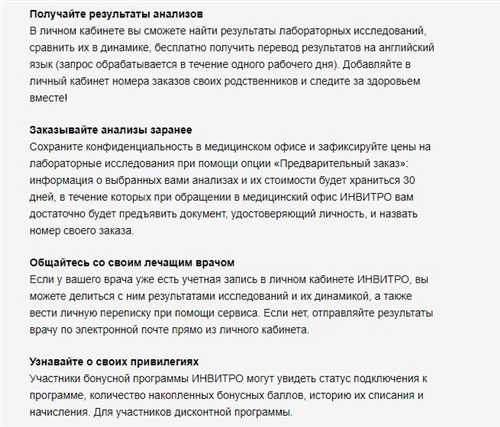 Получайте результаты анализов
В личном кабинете вы сможете найти результаты лабораторных исследований,
сравнить их в динамике, бесплатно получить перевод результатов на английский
язык (запрос обрабатывается в течение одного рабочего дня). Добавляйте в
личный кабинет номера заказов своих родственников и следите за здоровьем
вместе!
Заказывайте анализы заранее
Сохраните конфиденциальность в медицинском офисе и зафиксируйте цены на
лабораторные исследования при помощи опции «Предварительный заказ»:
информация о выбранных вами анализах и их стоимости будет храниться 30
дней, в течение которых при обращении в медицинский офис ИНВИТРО вам
достаточно будет предъявить документ, удостоверяющий личность, и назвать
номер своего заказа.
Общайтесь со своим лечащим врачом
Если у вашего врача уже есть учетная запись в личном кабинете ИНВИТРО, вы
можете делиться с ним результатами исследований и их динамикой, а также
вести личную переписку при помощи сервиса. Если нет, отправляйте результаты
врачу по электронной почте прямо из личного кабинета.
Узнавайте о своих привилегиях
Участники бонусной программы ИНВИТРО могут увидеть статус подключения к
программе, количество накопленных бонусных баллов, историю их списания и
начисления. Для участников дисконтной программы.